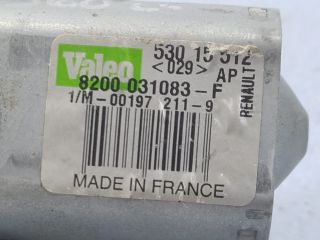 Valeo 530 15 512
<029> AP
8200 031083-F
1/M-00197 211-9
RENAULT
MADE IN FRANCE